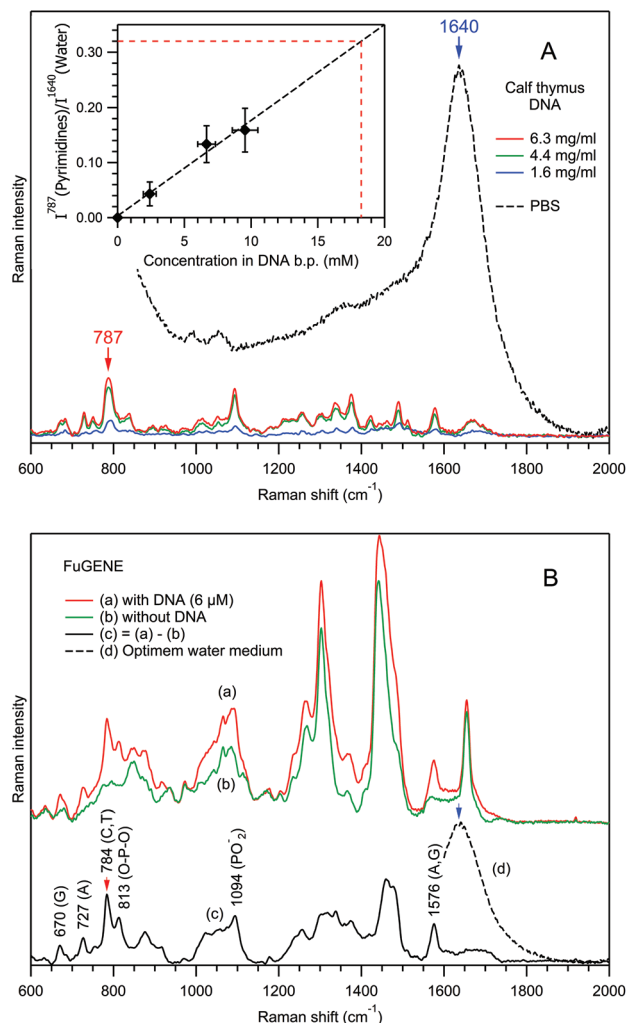 1640
A
Calf thymus
DNA
6.3 mg/ml
4.4 mg/ml
1.6 mg/ml
PBS
I⁷⁸⁷(Pyrimidines)/I¹⁶⁴⁰(Water)
0.30
0.20
0.10
0.00
0 5 10 15 20
Concentration in DNA b.p. (mM)
787
Raman intensity
600 800 1000 1200 1400 1600 1800 2000
Raman shift (cm⁻¹)
B
FuGENE
(a) with DNA (6 µM)
(b) without DNA
(c) = (a) - (b)
(d) Optimem water medium
(a)
(b)
Raman intensity
670 (G)
727 (A)
784 (C,T)
813 (O-P-O)
(c)
1094 (PO₂⁻)
1576 (A,G)
(d)
600 800 1000 1200 1400 1600 1800 2000
Raman shift (cm⁻¹)